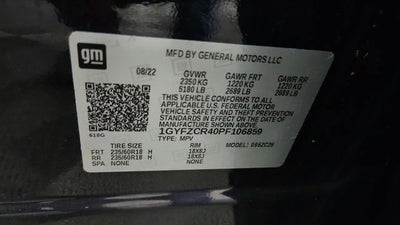 gm
MFD BY GENERAL MOTORS LLC
08/22 GVWR GAWR FRT GAWR RR
2350 KG 1220 KG 1220 KG
5180 LB 2689 LB 2689 LB
THIS VEHICLE CONFORMS TO ALL
APPLICABLE U.S. FEDERAL MOTOR
VEHICLE SAFETY AND THEFT PREVENTION
STANDARDS IN EFFECT ON THE DATE OF
MANUFACTURE SHOWN ABOVE.
1GYFZCR40PF106859
TYPE: MPV MODEL:
TIRE SIZE RIM
FRT 235/60R18 H 18X8J
RR 235/60R18 H 18X8J
SPA NONE NONE